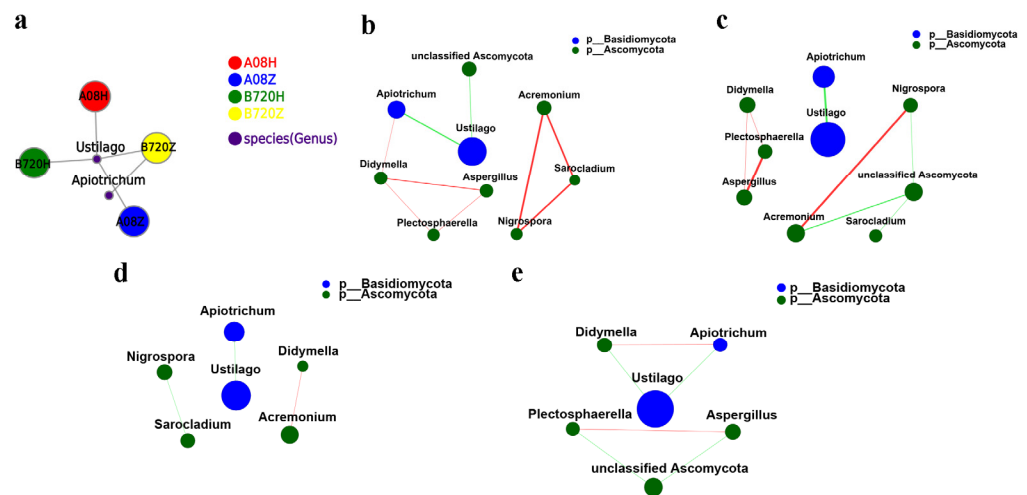 a
A08H
Ustilago
B720H
B720Z
Apiotrichum
A08Z
A08H
A08Z
B720H
B720Z
species(Genus)
b
p__Basidiomycota
p__Ascomycota
unclassified Ascomycota
Apiotrichum
Acremonium
Ustilago
Didymella
Aspergillus
Sarocladium
Plectosphaerella
Nigrospora
c
p__Basidiomycota
p__Ascomycota
Apiotrichum
Didymella
Nigrospora
Ustilago
Plectosphaerella
unclassified Ascomycota
Aspergillus
Acremonium
Sarocladium
d
p__Basidiomycota
p__Ascomycota
Apiotrichum
Nigrospora
Didymella
Ustilago
Sarocladium
Acremonium
e
p__Basidiomycota
p__Ascomycota
Didymella
Apiotrichum
Ustilago
Plectosphaerella
Aspergillus
unclassified Ascomycota